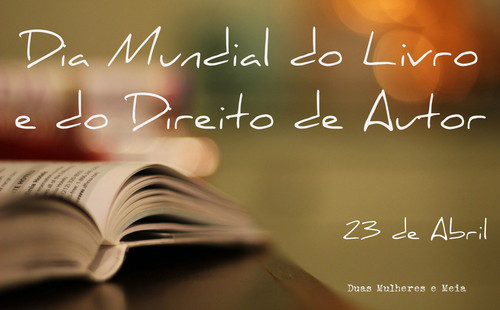 Dia Mundial do Livro
e do Direito de Autor
23 de Abril
Duas Mulheres e Meia